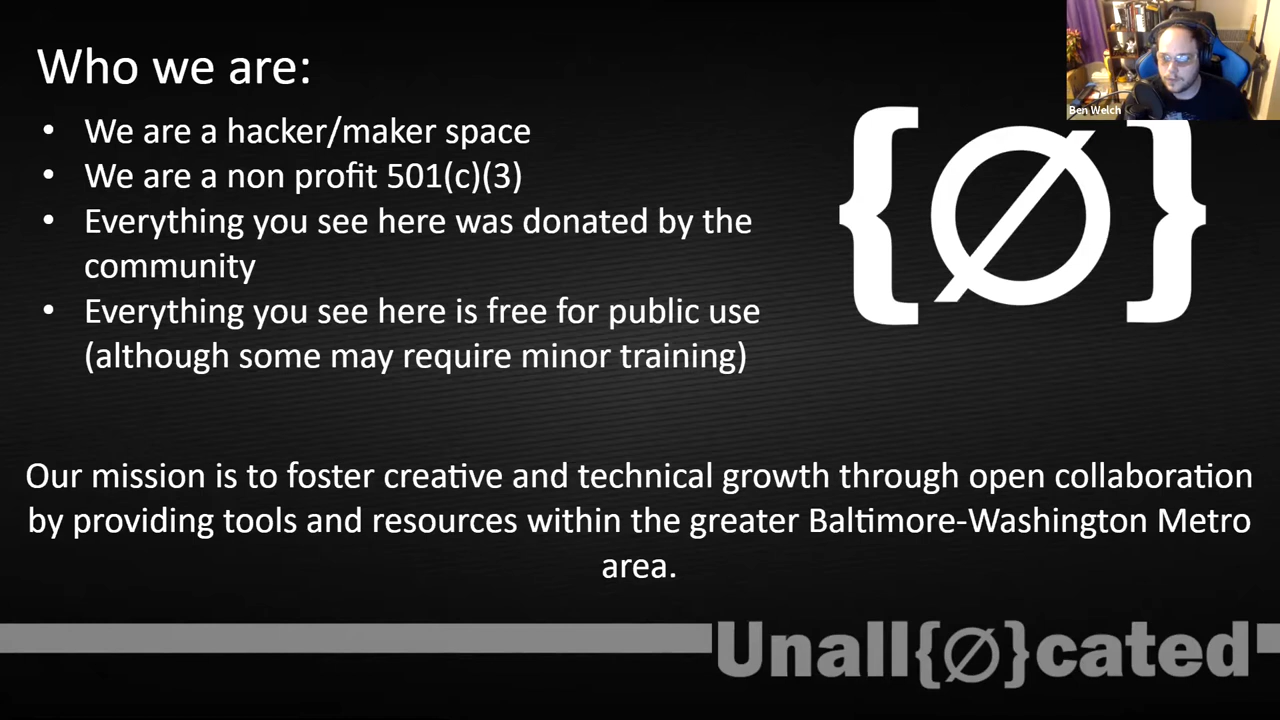 Who we are:
• We are a hacker/maker space
• We are a non profit 501(c)(3)
• Everything you see here was donated by the
community
• Everything you see here is free for public use
(although some may require minor training)
{Ø}
Ben Welch
Our mission is to foster creative and technical growth through open collaboration
by providing tools and resources within the greater Baltimore-Washington Metro
area.
Unall{Ø}cated